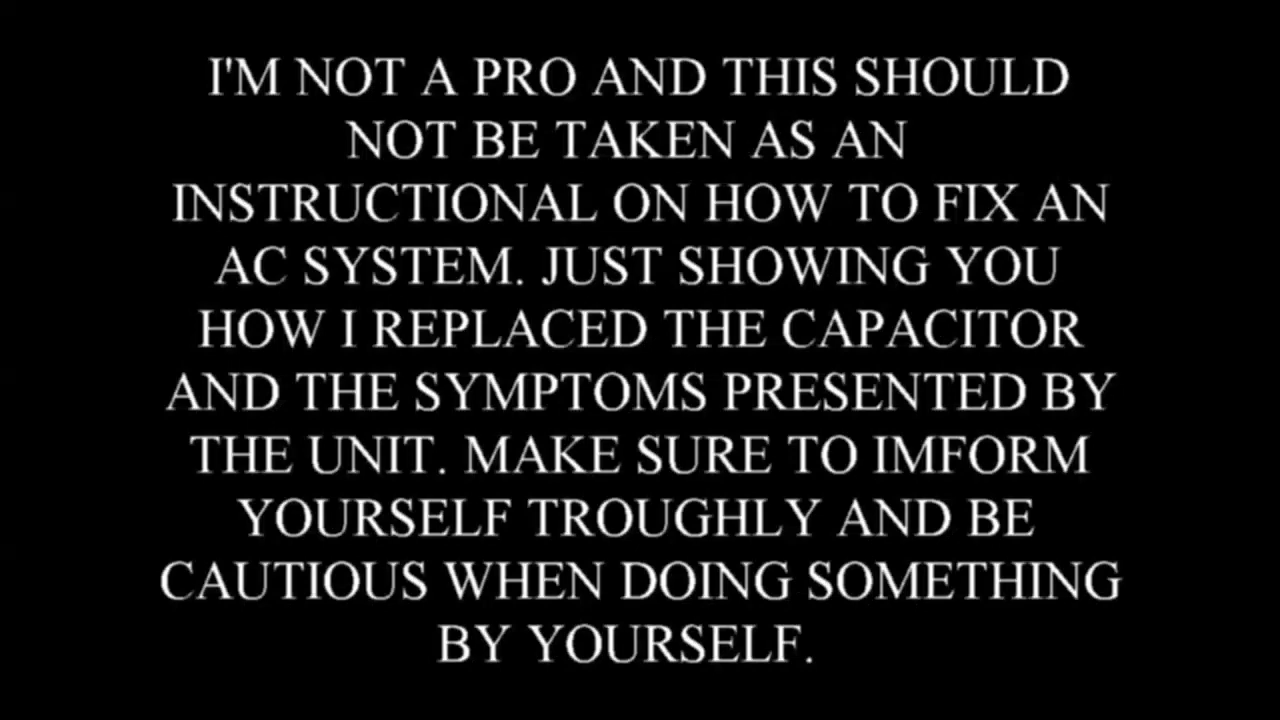 I'M NOT A PRO AND THIS SHOULD
NOT BE TAKEN AS AN
INSTRUCTIONAL ON HOW TO FIX AN
AC SYSTEM. JUST SHOWING YOU
HOW I REPLACED THE CAPACITOR
AND THE SYMPTOMS PRESENTED BY
THE UNIT. MAKE SURE TO IMFORM
YOURSELF TROUGHLY AND BE
CAUTIOUS WHEN DOING SOMETHING
BY YOURSELF.